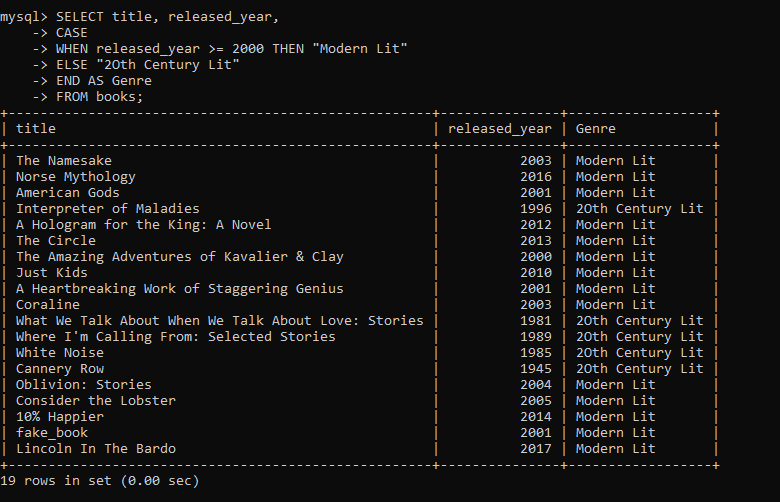 mysql> SELECT title, released_year,
    -> CASE
    -> WHEN released_year >= 2000 THEN "Modern Lit"
    -> ELSE "2Oth Century Lit"
    -> END AS Genre
    -> FROM books;
+-----------------------------------------------------+---------------+------------------+
| title | released_year | Genre |
+-----------------------------------------------------+---------------+------------------+
| The Namesake | 2003 | Modern Lit |
| Norse Mythology | 2016 | Modern Lit |
| American Gods | 2001 | Modern Lit |
| Interpreter of Maladies | 1996 | 2Oth Century Lit |
| A Hologram for the King: A Novel | 2012 | Modern Lit |
| The Circle | 2013 | Modern Lit |
| The Amazing Adventures of Kavalier & Clay | 2000 | Modern Lit |
| Just Kids | 2010 | Modern Lit |
| A Heartbreaking Work of Staggering Genius | 2001 | Modern Lit |
| Coraline | 2003 | Modern Lit |
| What We Talk About When We Talk About Love: Stories | 1981 | 2Oth Century Lit |
| Where I'm Calling From: Selected Stories | 1989 | 2Oth Century Lit |
| White Noise | 1985 | 2Oth Century Lit |
| Cannery Row | 1945 | 2Oth Century Lit |
| Oblivion: Stories | 2004 | Modern Lit |
| Consider the Lobster | 2005 | Modern Lit |
| 10% Happier | 2014 | Modern Lit |
| fake_book | 2001 | Modern Lit |
| Lincoln In The Bardo | 2017 | Modern Lit |
+-----------------------------------------------------+---------------+------------------+
19 rows in set (0.00 sec)